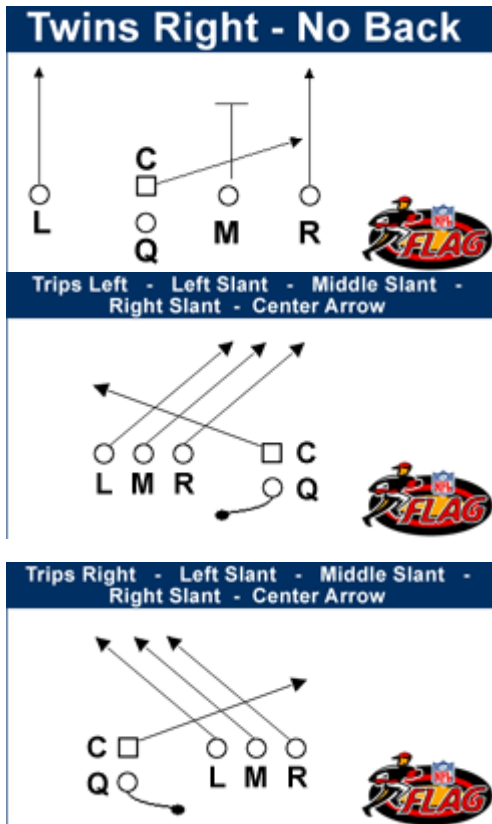 Twins Right - No Back
C
L
Q
M
R
NFL
FLAG
Trips Left - Left Slant - Middle Slant -
Right Slant - Center Arrow
L M R
C
Q
NFL
FLAG
Trips Right - Left Slant - Middle Slant -
Right Slant - Center Arrow
C
Q
L M R
NFL
FLAG